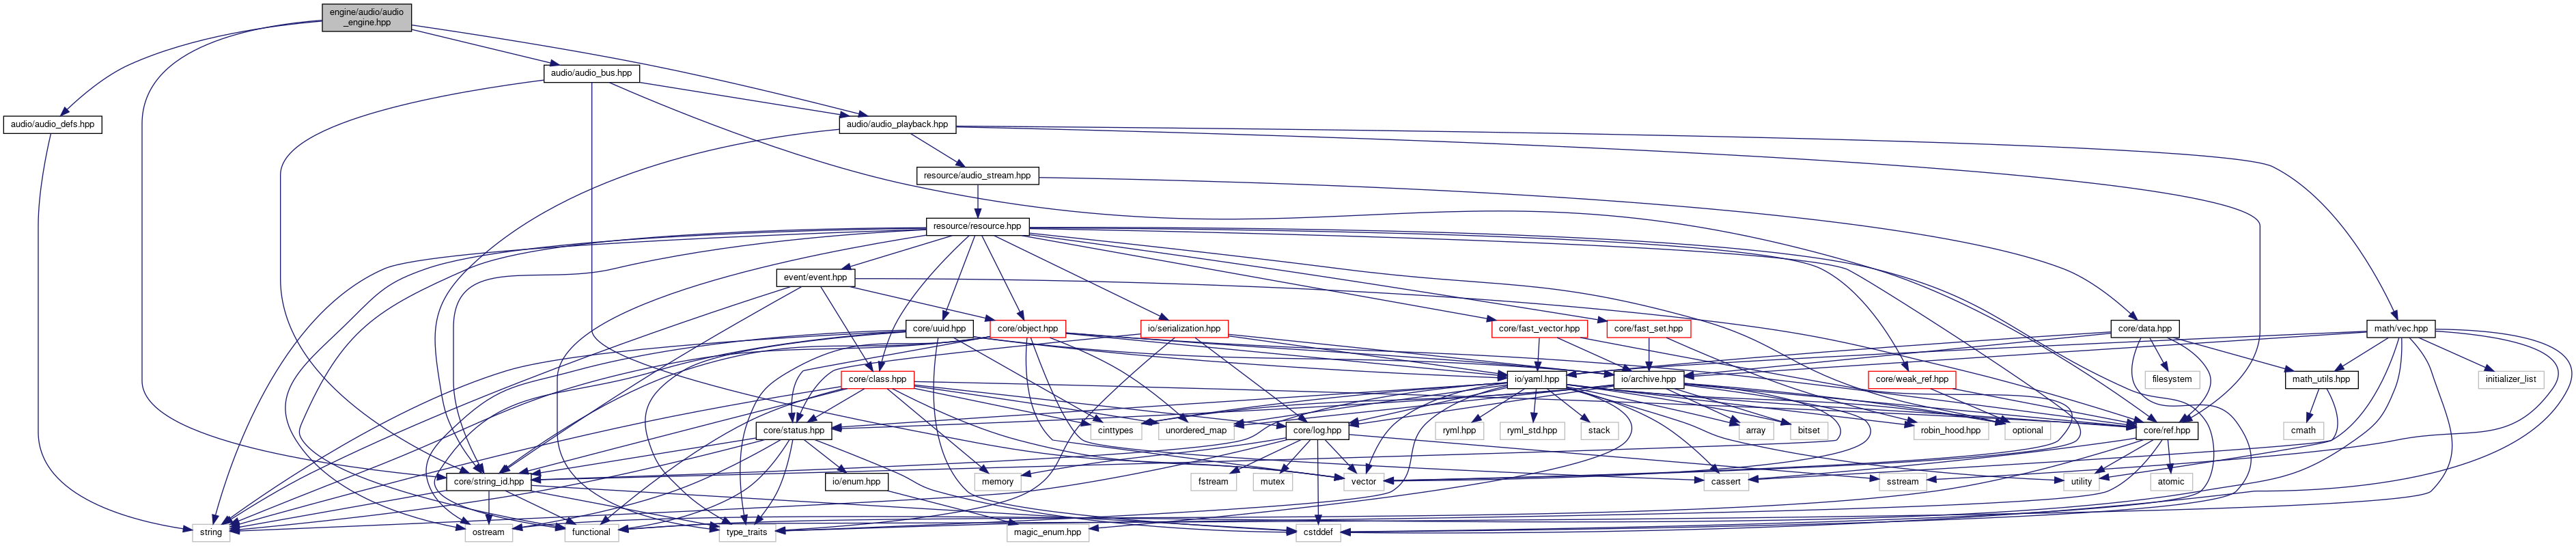 engine/audio/audio
_engine.hpp
audio/audio_bus.hpp
audio/audio_defs.hpp
audio/audio_playback.hpp
resource/audio_stream.hpp
resource/resource.hpp
event/event.hpp
core/uuid.hpp
core/object.hpp
io/serialization.hpp
core/fast_vector.hpp
core/fast_set.hpp
core/data.hpp
math/vec.hpp
core/class.hpp
io/yaml.hpp
io/archive.hpp
core/weak_ref.hpp
filesystem
math_utils.hpp
initializer_list
core/status.hpp
cinttypes
unordered_map
core/log.hpp
ryml.hpp
ryml_std.hpp
stack
array
bitset
robin_hood.hpp
optional
core/ref.hpp
cmath
core/string_id.hpp
io/enum.hpp
memory
fstream
mutex
vector
cassert
sstream
utility
atomic
string
ostream
functional
type_traits
magic_enum.hpp
cstddef